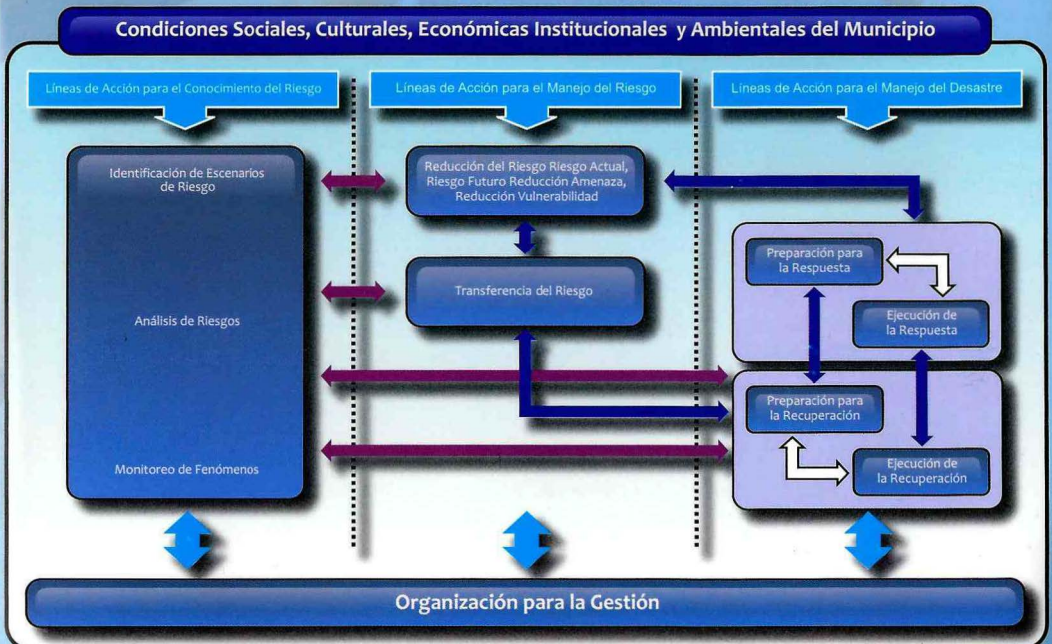 Condiciones Sociales, Culturales, Económicas Institucionales y Ambientales del Municipio
Líneas de Acción para el Conocimiento del Riesgo
Líneas de Acción para el Manejo del Riesgo
Líneas de Acción para el Manejo del Desastre
Identificación de Escenarios
de Riesgo
Análisis de Riesgos
Monitoreo de Fenómenos
Reducción del Riesgo Riesgo Actual,
Riesgo Futuro Reducción Amenaza,
Reducción Vulnerabilidad
Transferencia del Riesgo
Preparación para
la Respuesta
Ejecución de
la Respuesta
Preparación para
la Recuperación
Ejecución de
la Recuperación
Organización para la Gestión